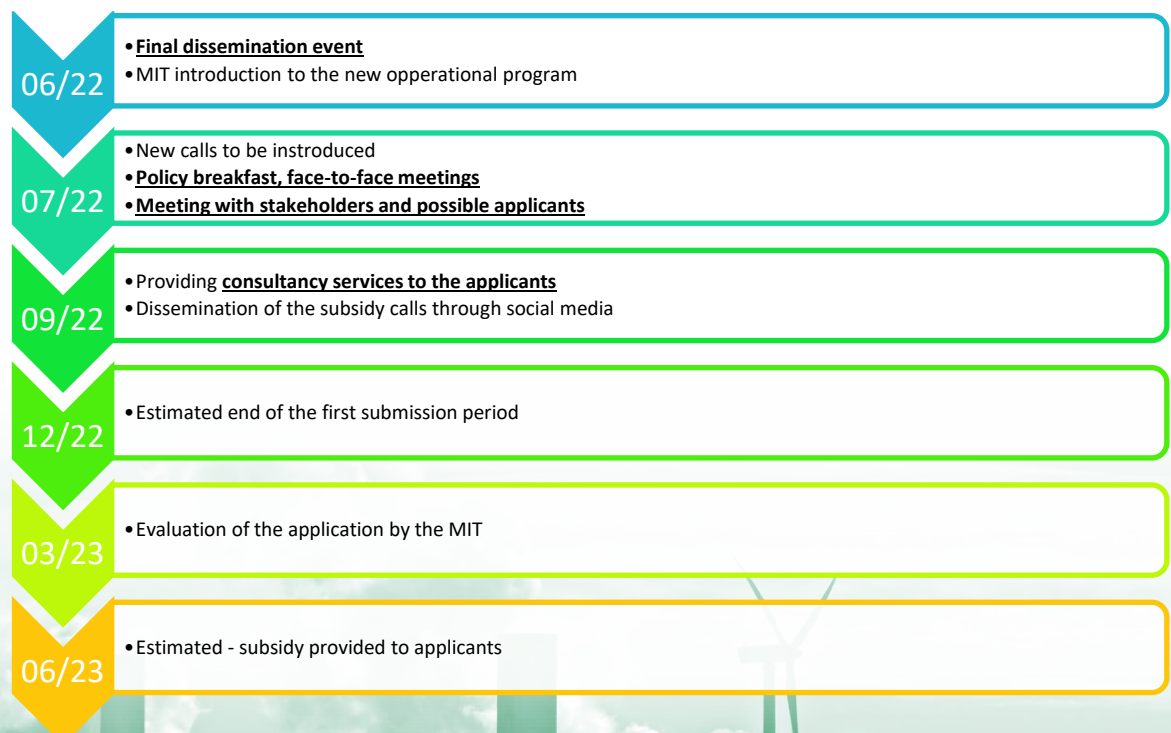 06/22
•Final dissemination event
•MIT introduction to the new opperational program
07/22
•New calls to be instroduced
•Policy breakfast, face-to-face meetings
•Meeting with stakeholders and possible applicants
09/22
•Providing consultancy services to the applicants
•Dissemination of the subsidy calls through social media
12/22
•Estimated end of the first submission period
03/23
•Evaluation of the application by the MIT
06/23
•Estimated - subsidy provided to applicants